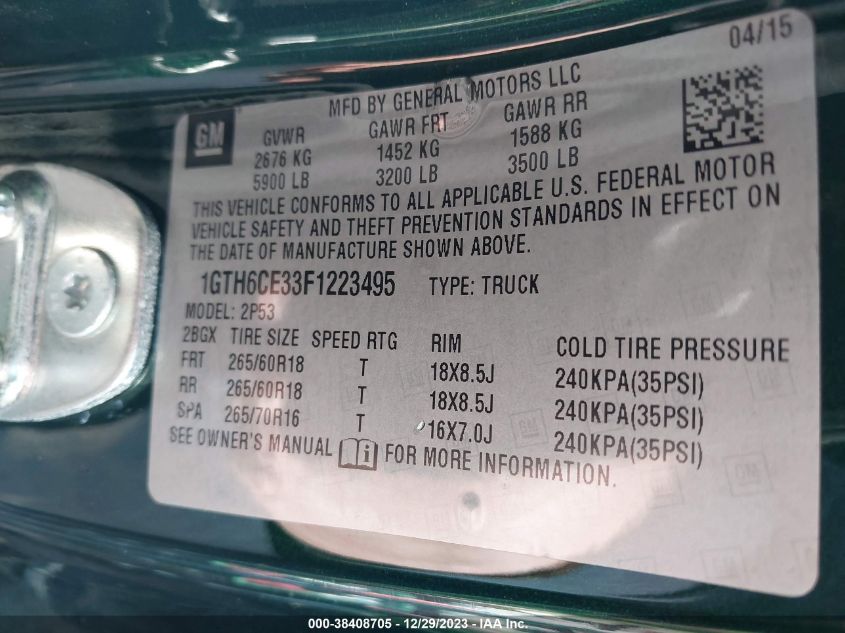 04/15
MFD BY GENERAL MOTORS LLC
GM
GVWR GAWR FRT GAWR RR
2676 KG 1452 KG 1588 KG
5900 LB 3200 LB 3500 LB
THIS VEHICLE CONFORMS TO ALL APPLICABLE U.S. FEDERAL MOTOR
VEHICLE SAFETY AND THEFT PREVENTION STANDARDS IN EFFECT ON
THE DATE OF MANUFACTURE SHOWN ABOVE.
1GTH6CE33F1223495 TYPE: TRUCK
MODEL: 2P53
2BGX TIRE SIZE SPEED RTG RIM COLD TIRE PRESSURE
FRT 265/60R18 T 18X8.5J 240KPA(35PSI)
RR 265/60R18 T 18X8.5J 240KPA(35PSI)
SPA 265/70R16 T 16X7.0J 240KPA(35PSI)
SEE OWNER'S MANUAL i FOR MORE INFORMATION.
000-38408705 - 12/29/2023 - IAA Inc.